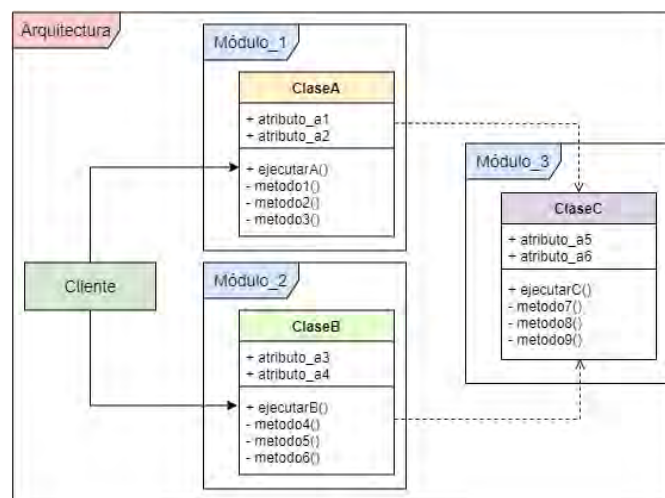 Arquitectura
Módulo_1
ClaseA
+ atributo_a1
+ atributo_a2
+ ejecutarA()
- metodo1()
- metodo2()
- metodo3()
Módulo_3
ClaseC
+ atributo_a5
+ atributo_a6
+ ejecutarC()
- metodo7()
- metodo8()
- metodo9()
Cliente
Módulo_2
ClaseB
+ atributo_a3
+ atributo_a4
+ ejecutarB()
- metodo4()
- metodo5()
- metodo6()